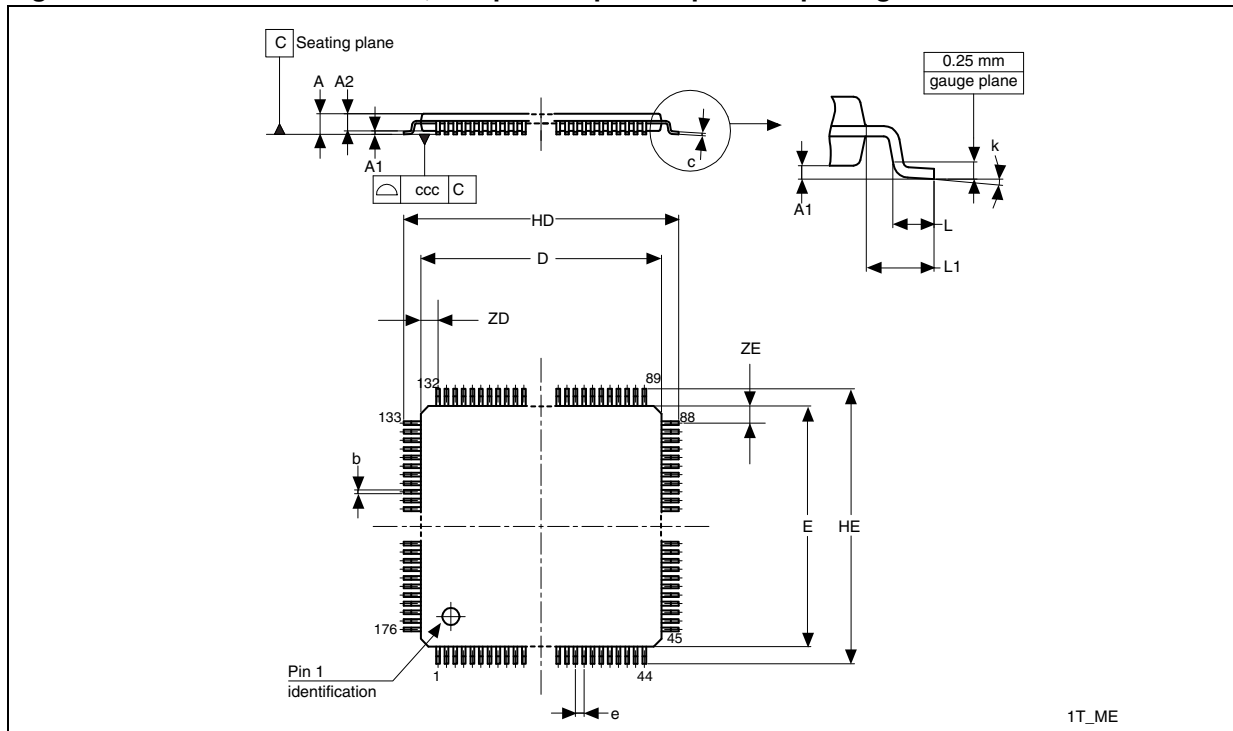 C Seating plane
0.25 mm
gauge plane
A A2
k
c
A1
ccc C
A1
L
HD
L1
D
ZD
ZE
132
89
133
88
b
E
HE
176
45
Pin 1
identification
1
44
e
1T_ME